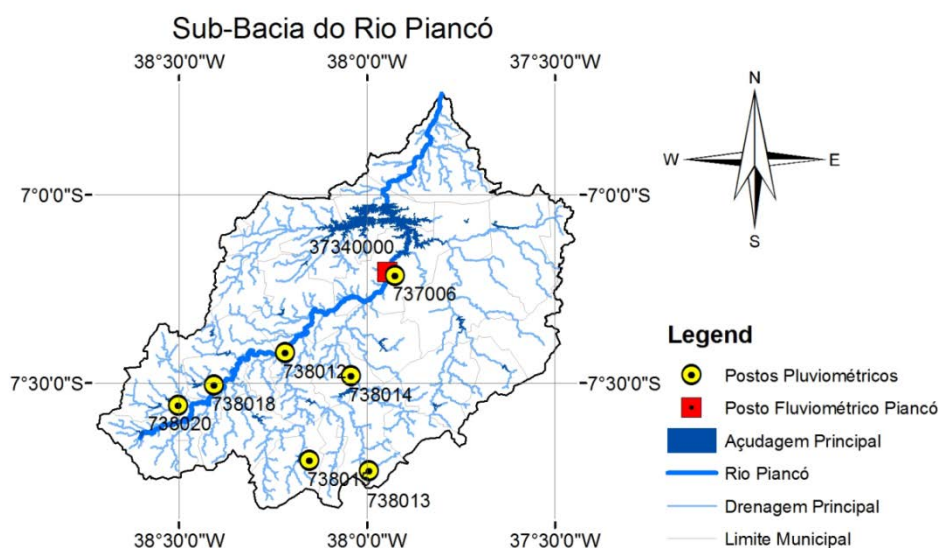 Sub-Bacia do Rio Piancó
38°30'0"W 38°0'0"W 37°30'0"W
N
W E
S
7°0'0"S 7°0'0"S
37340000
737006
Legend
738012
738014
7°30'0"S 7°30'0"S
738018
738020
Postos Pluviométricos
Posto Fluviométrico Piancó
Açudagem Principal
Rio Piancó
738013
Drenagem Principal
Limite Municipal
38°30'0"W 38°0'0"W 37°30'0"W